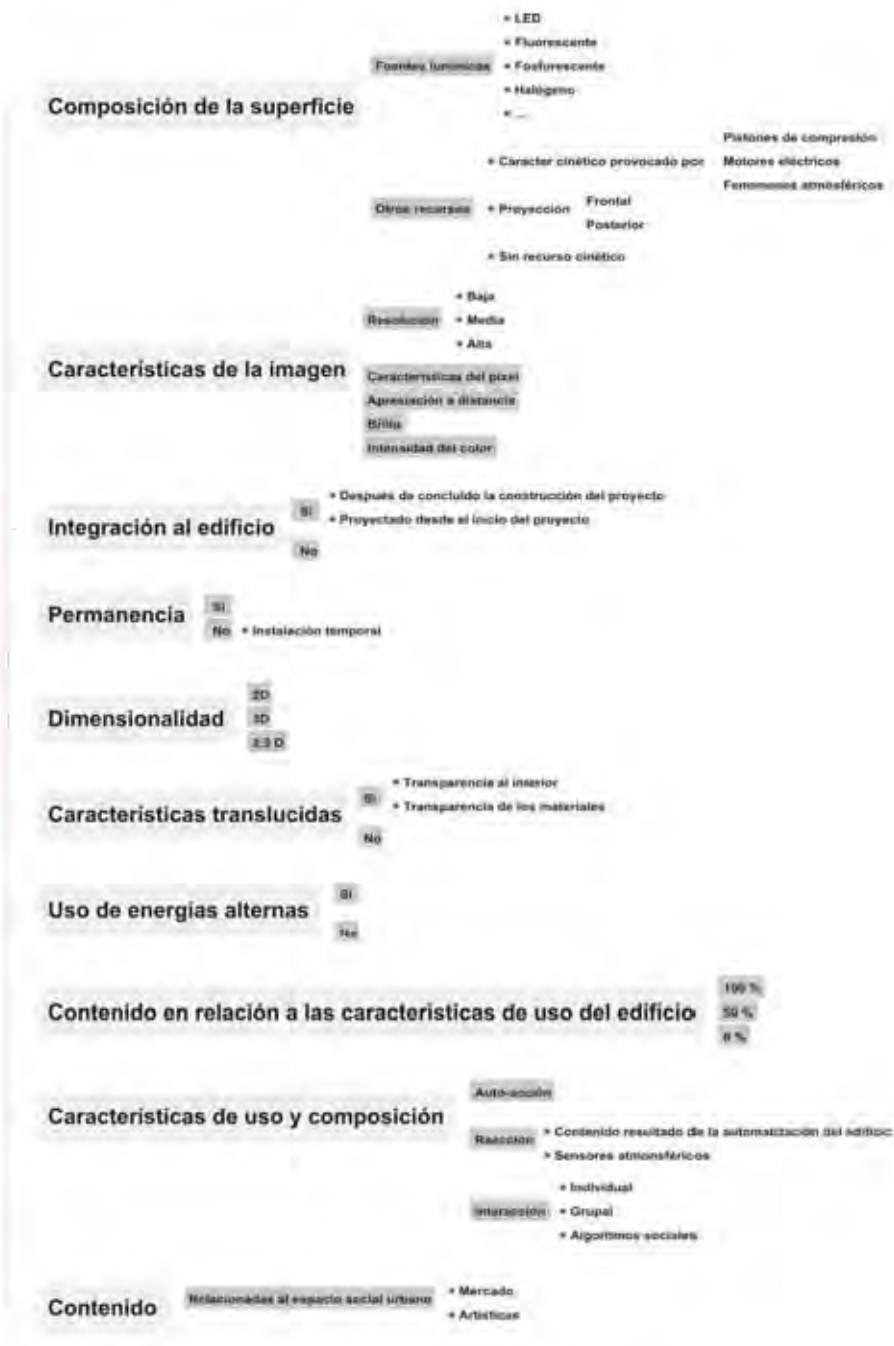 Composición de la superficie
Fuentes lumínicas
* LED
* Fluorescente
* Fosfurescente
* Halógeno
* ...
Otros recursos
* Caracter cinético provocado por
Pistones de compresión
Motores eléctricos
Fenomenos atmosféricos
* Proyección
Frontal
Posterior
* Sin recurso cinético
Características de la imagen
Resolución
* Baja
* Media
* Alta
Características del pixel
Apresiación a distancia
Brillo
Intensidad del color
Integración al edificio
Si
* Después de concluido la construcción del proyecto
* Proyectado desde el inicio del proyecto
No
Permanencia
Si
No
* Instalación temporal
Dimensionalidad
2D
3D
2.5 D
Características translucidas
Si
* Transparencia al interior
* Transparencia de los materiales
No
Uso de energías alternas
Si
No
Contenido en relación a las características de uso del edificio
100 %
50 %
0 %
Características de uso y composición
Auto-acción
Reacción
* Contenido resultado de la automatización del edificio
* Sensores atmonsféricos
Interacción
* Individual
* Grupal
* Algoritmos sociales
Contenido
Relacionadas al espacio social urbano
* Mercado
* Artísticas